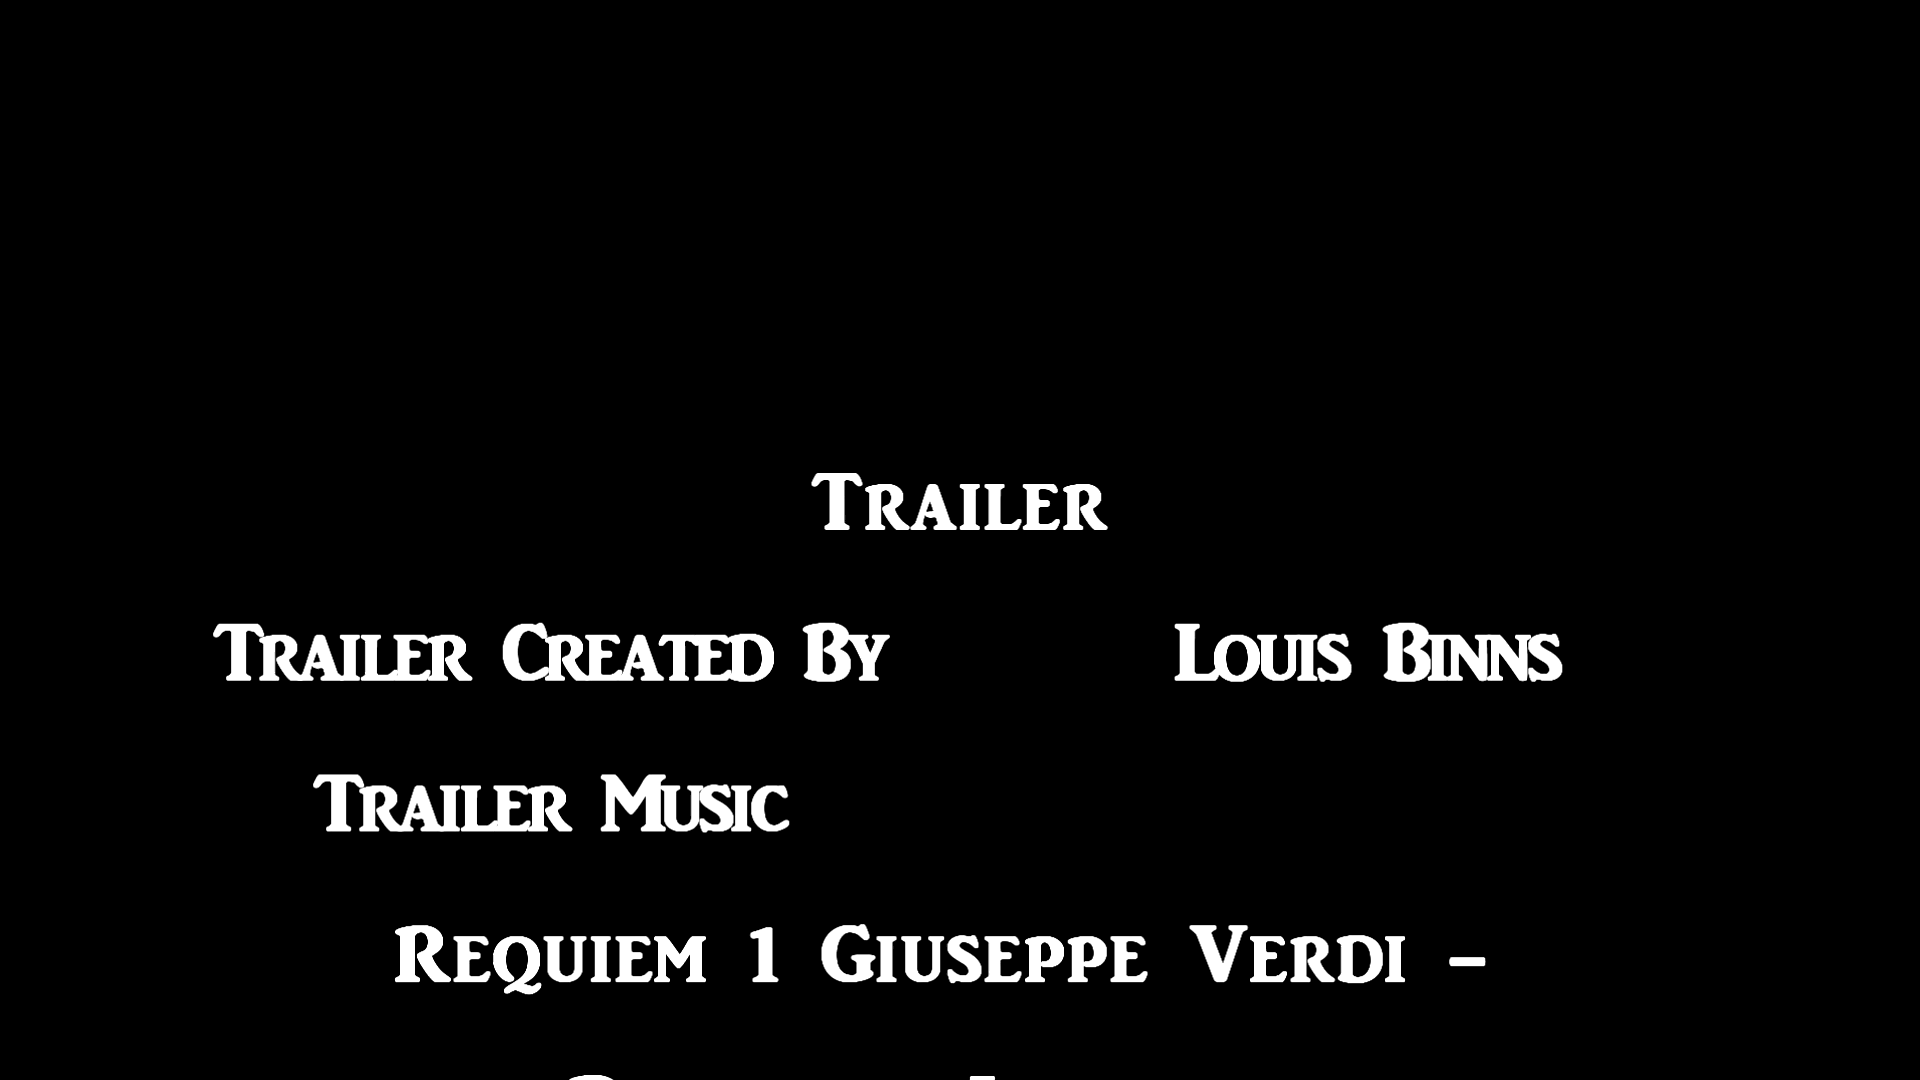 Trailer
Trailer Created By Louis Binns
Trailer Music
Requiem 1 Giuseppe Verdi –